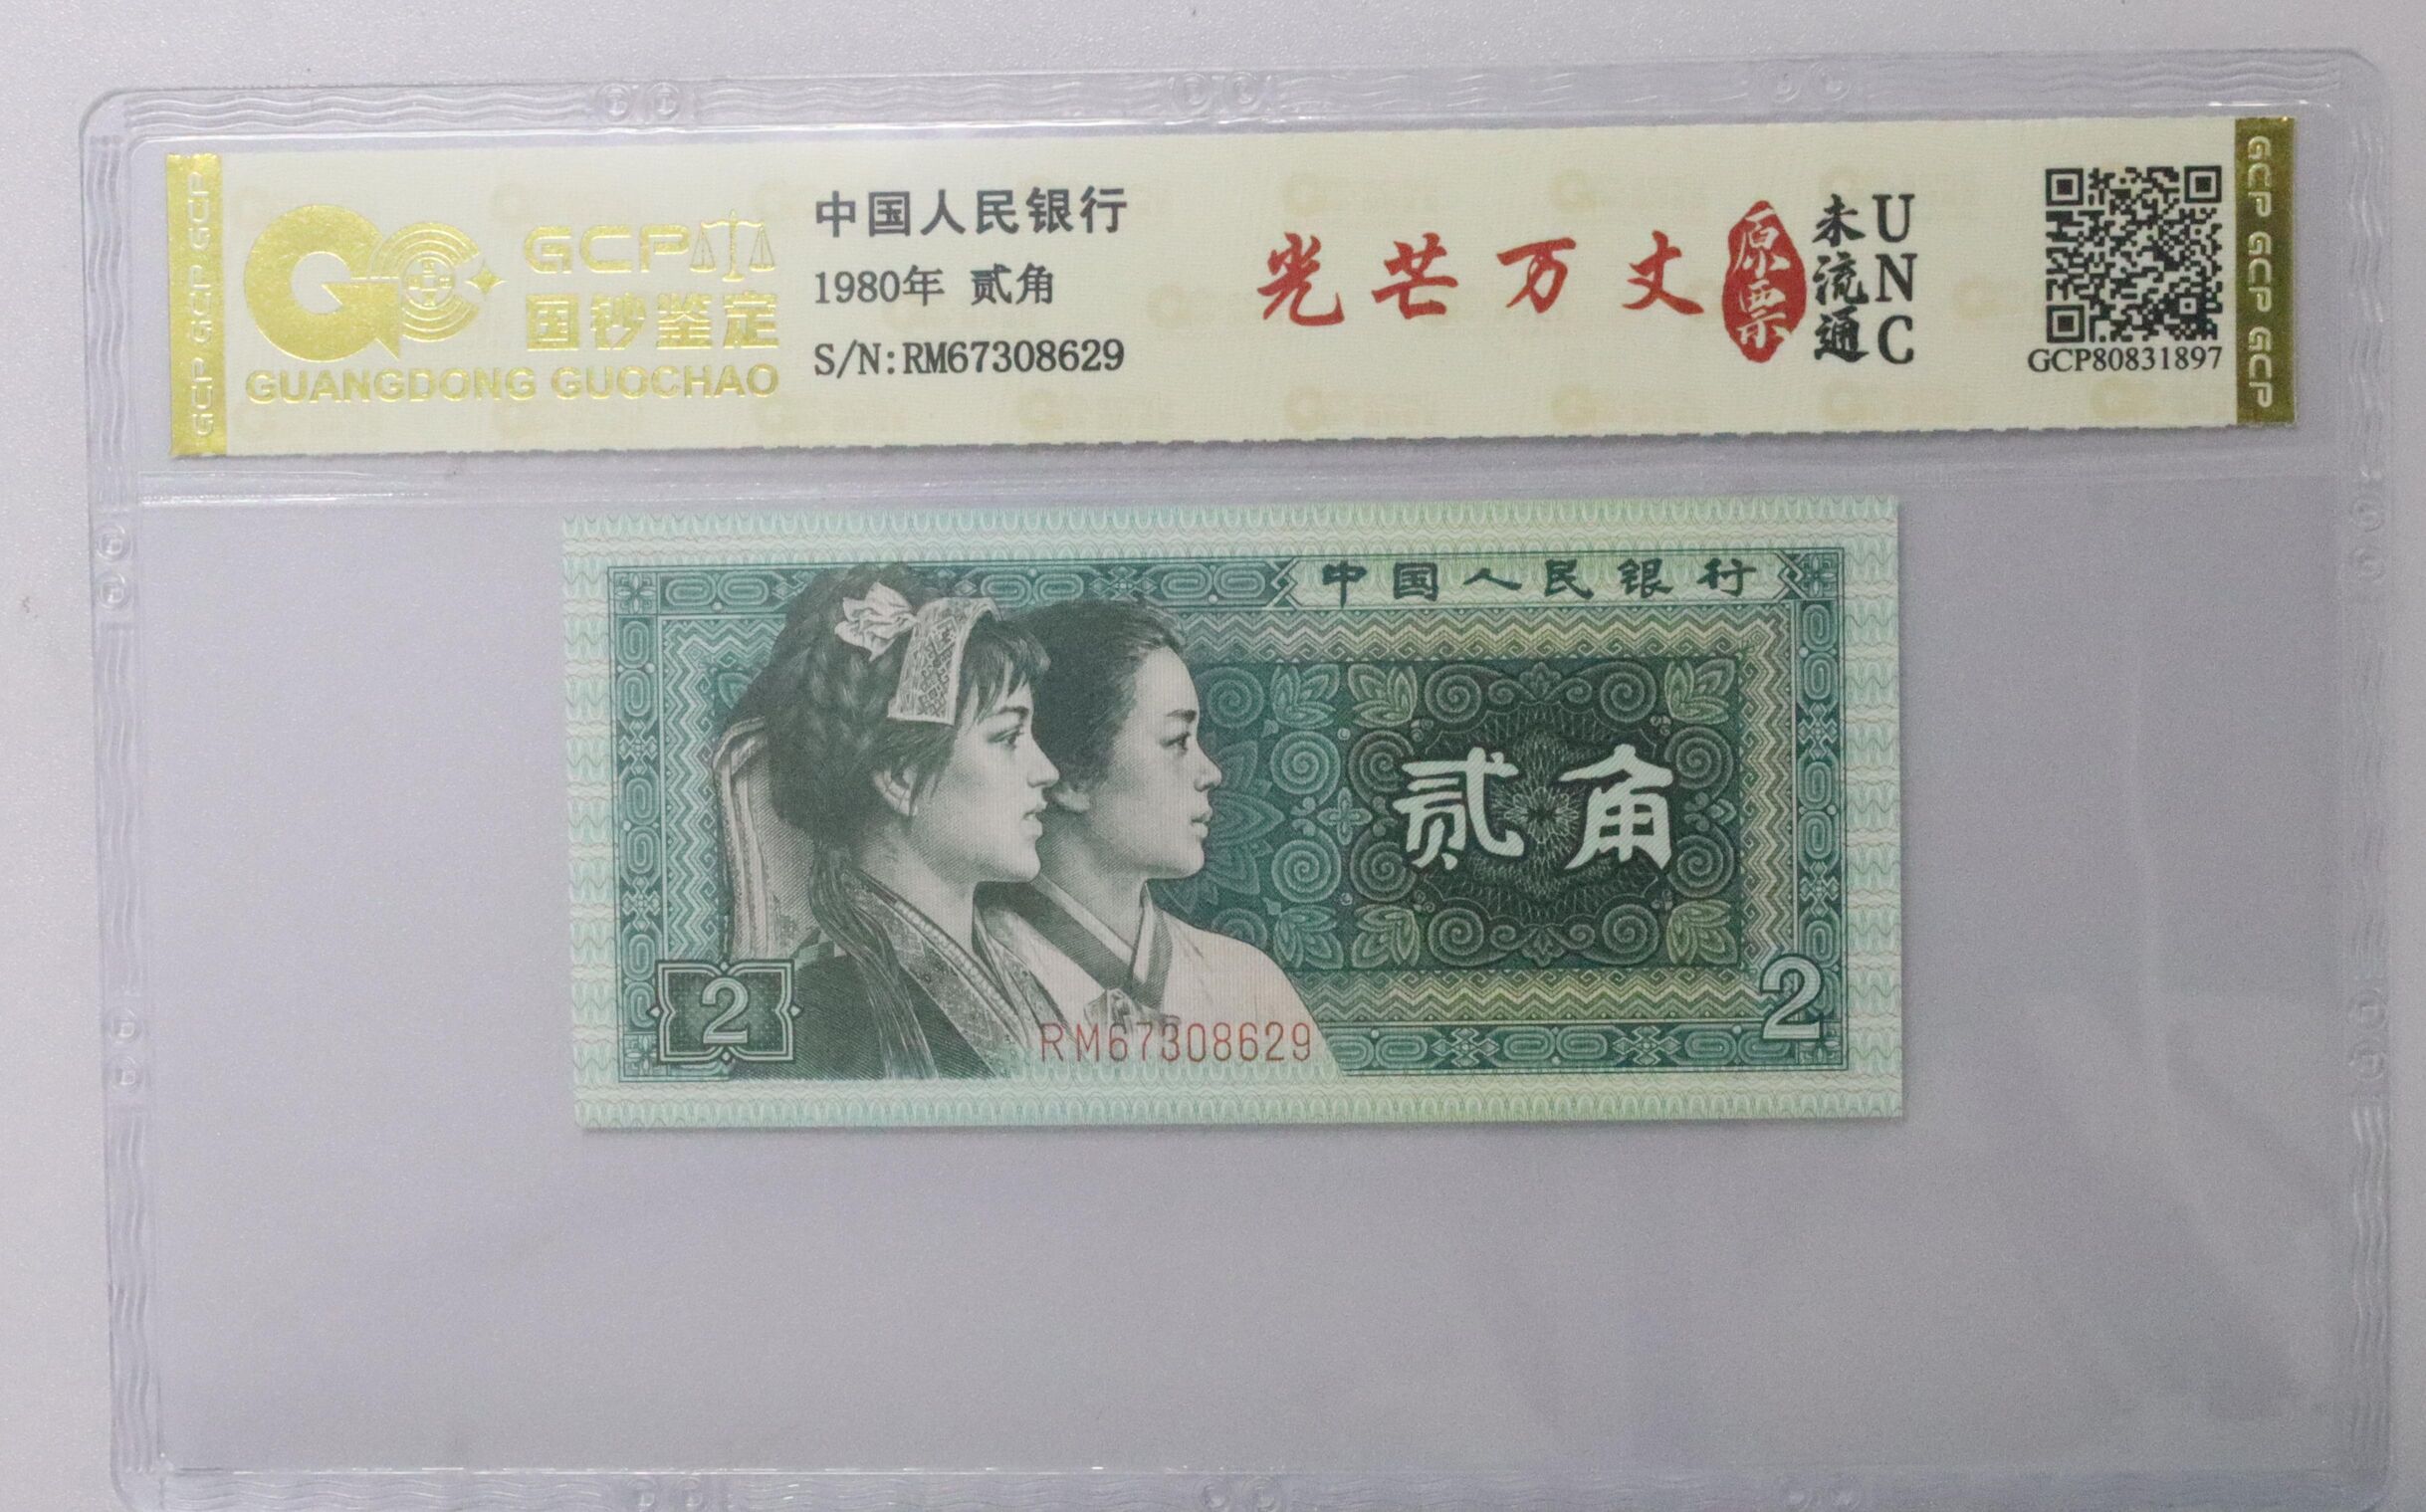 GCP GCP GCP
GCP
国钞鉴定
GUANGDONG GUOCHAO
中国人民银行
1980年 贰角
S/N:RM67308629
光芒万丈
原票
未流通
UNC
GCP80831897
GCP GCP GCP
中国人民银行
贰角
2
RM67308629
2